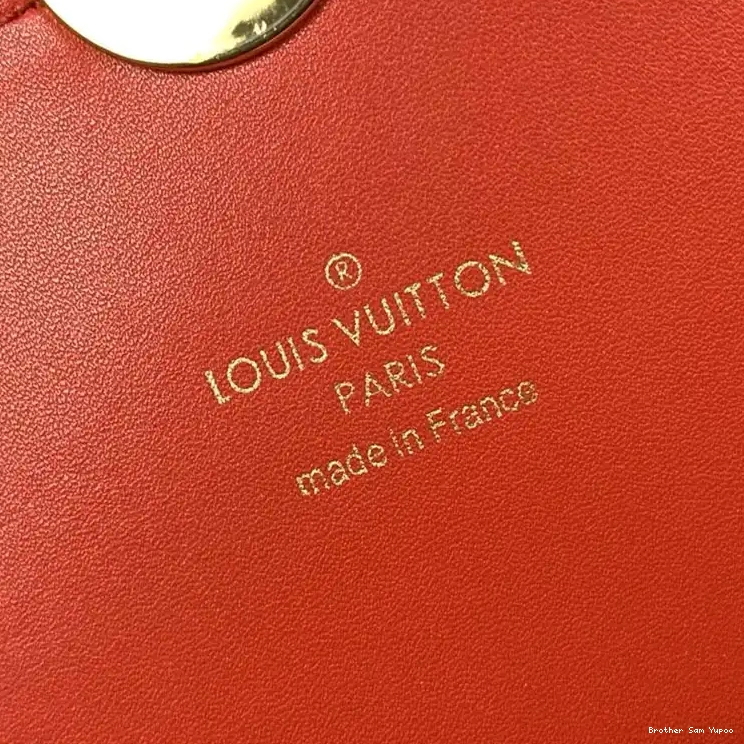 ®
LOUIS VUITTON
PARIS
made in France
Brother Sam Yupoo